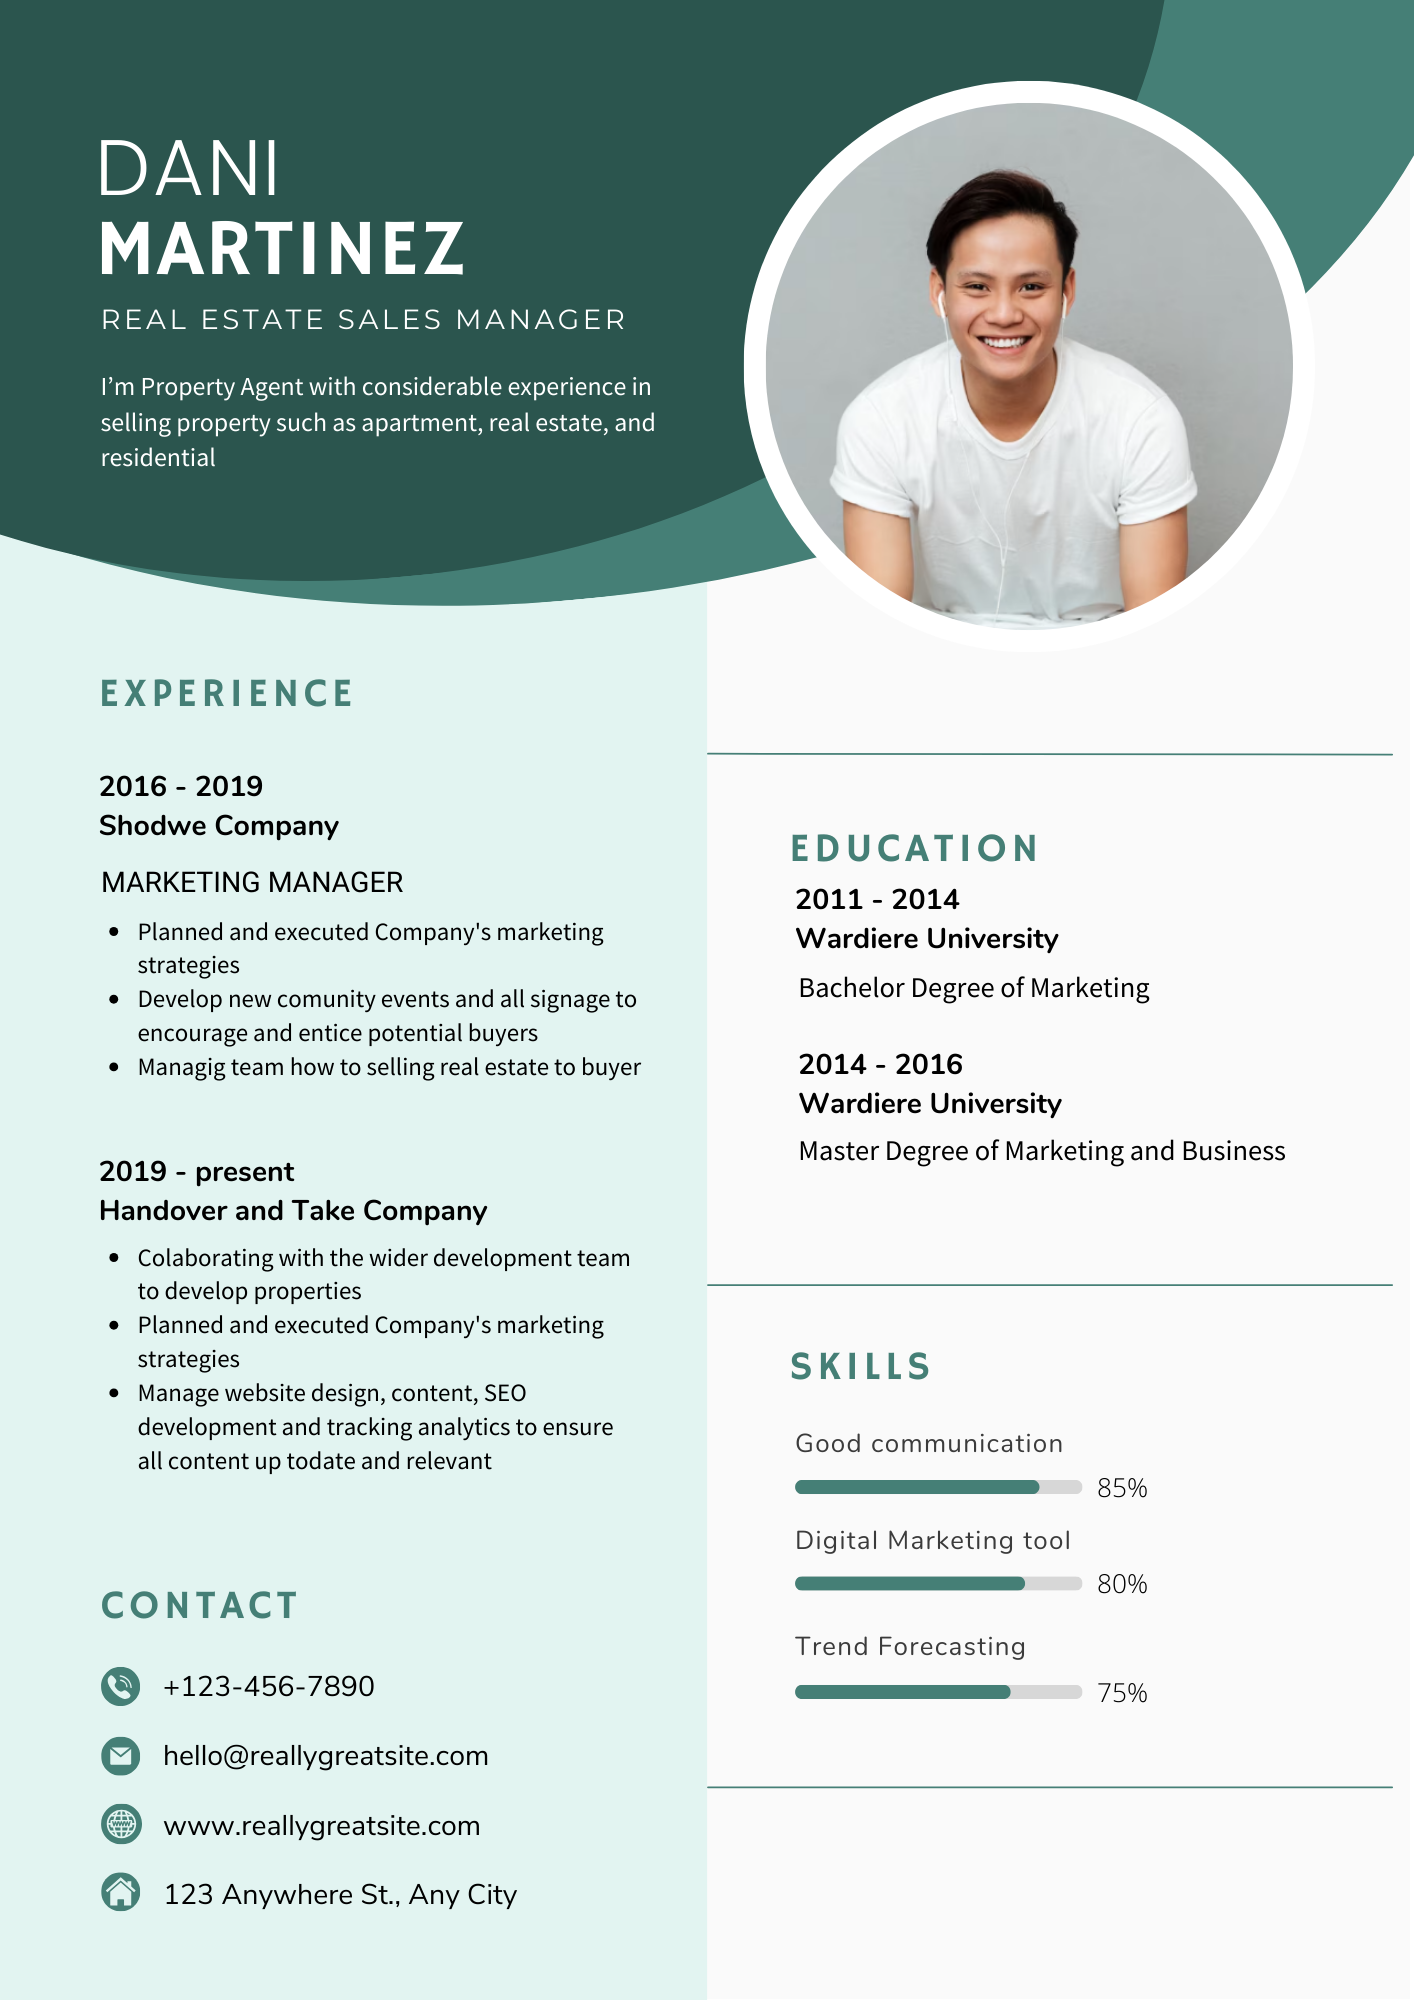 DANI
MARTINEZ
REAL ESTATE SALES MANAGER
I’m Property Agent with considerable experience in
selling property such as apartment, real estate, and
residential
EXPERIENCE
2016 - 2019
Shodwe Company
MARKETING MANAGER
• Planned and executed Company's marketing
strategies
• Develop new comunity events and all signage to
encourage and entice potential buyers
• Managig team how to selling real estate to buyer
2019 - present
Handover and Take Company
• Colaborating with the wider development team
to develop properties
• Planned and executed Company's marketing
strategies
• Manage website design, content, SEO
development and tracking analytics to ensure
all content up todate and relevant
CONTACT
+123-456-7890
hello@reallygreatsite.com
www.reallygreatsite.com
123 Anywhere St., Any City
EDUCATION
2011 - 2014
Wardiere University
Bachelor Degree of Marketing
2014 - 2016
Wardiere University
Master Degree of Marketing and Business
SKILLS
Good communication
85%
Digital Marketing tool
80%
Trend Forecasting
75%